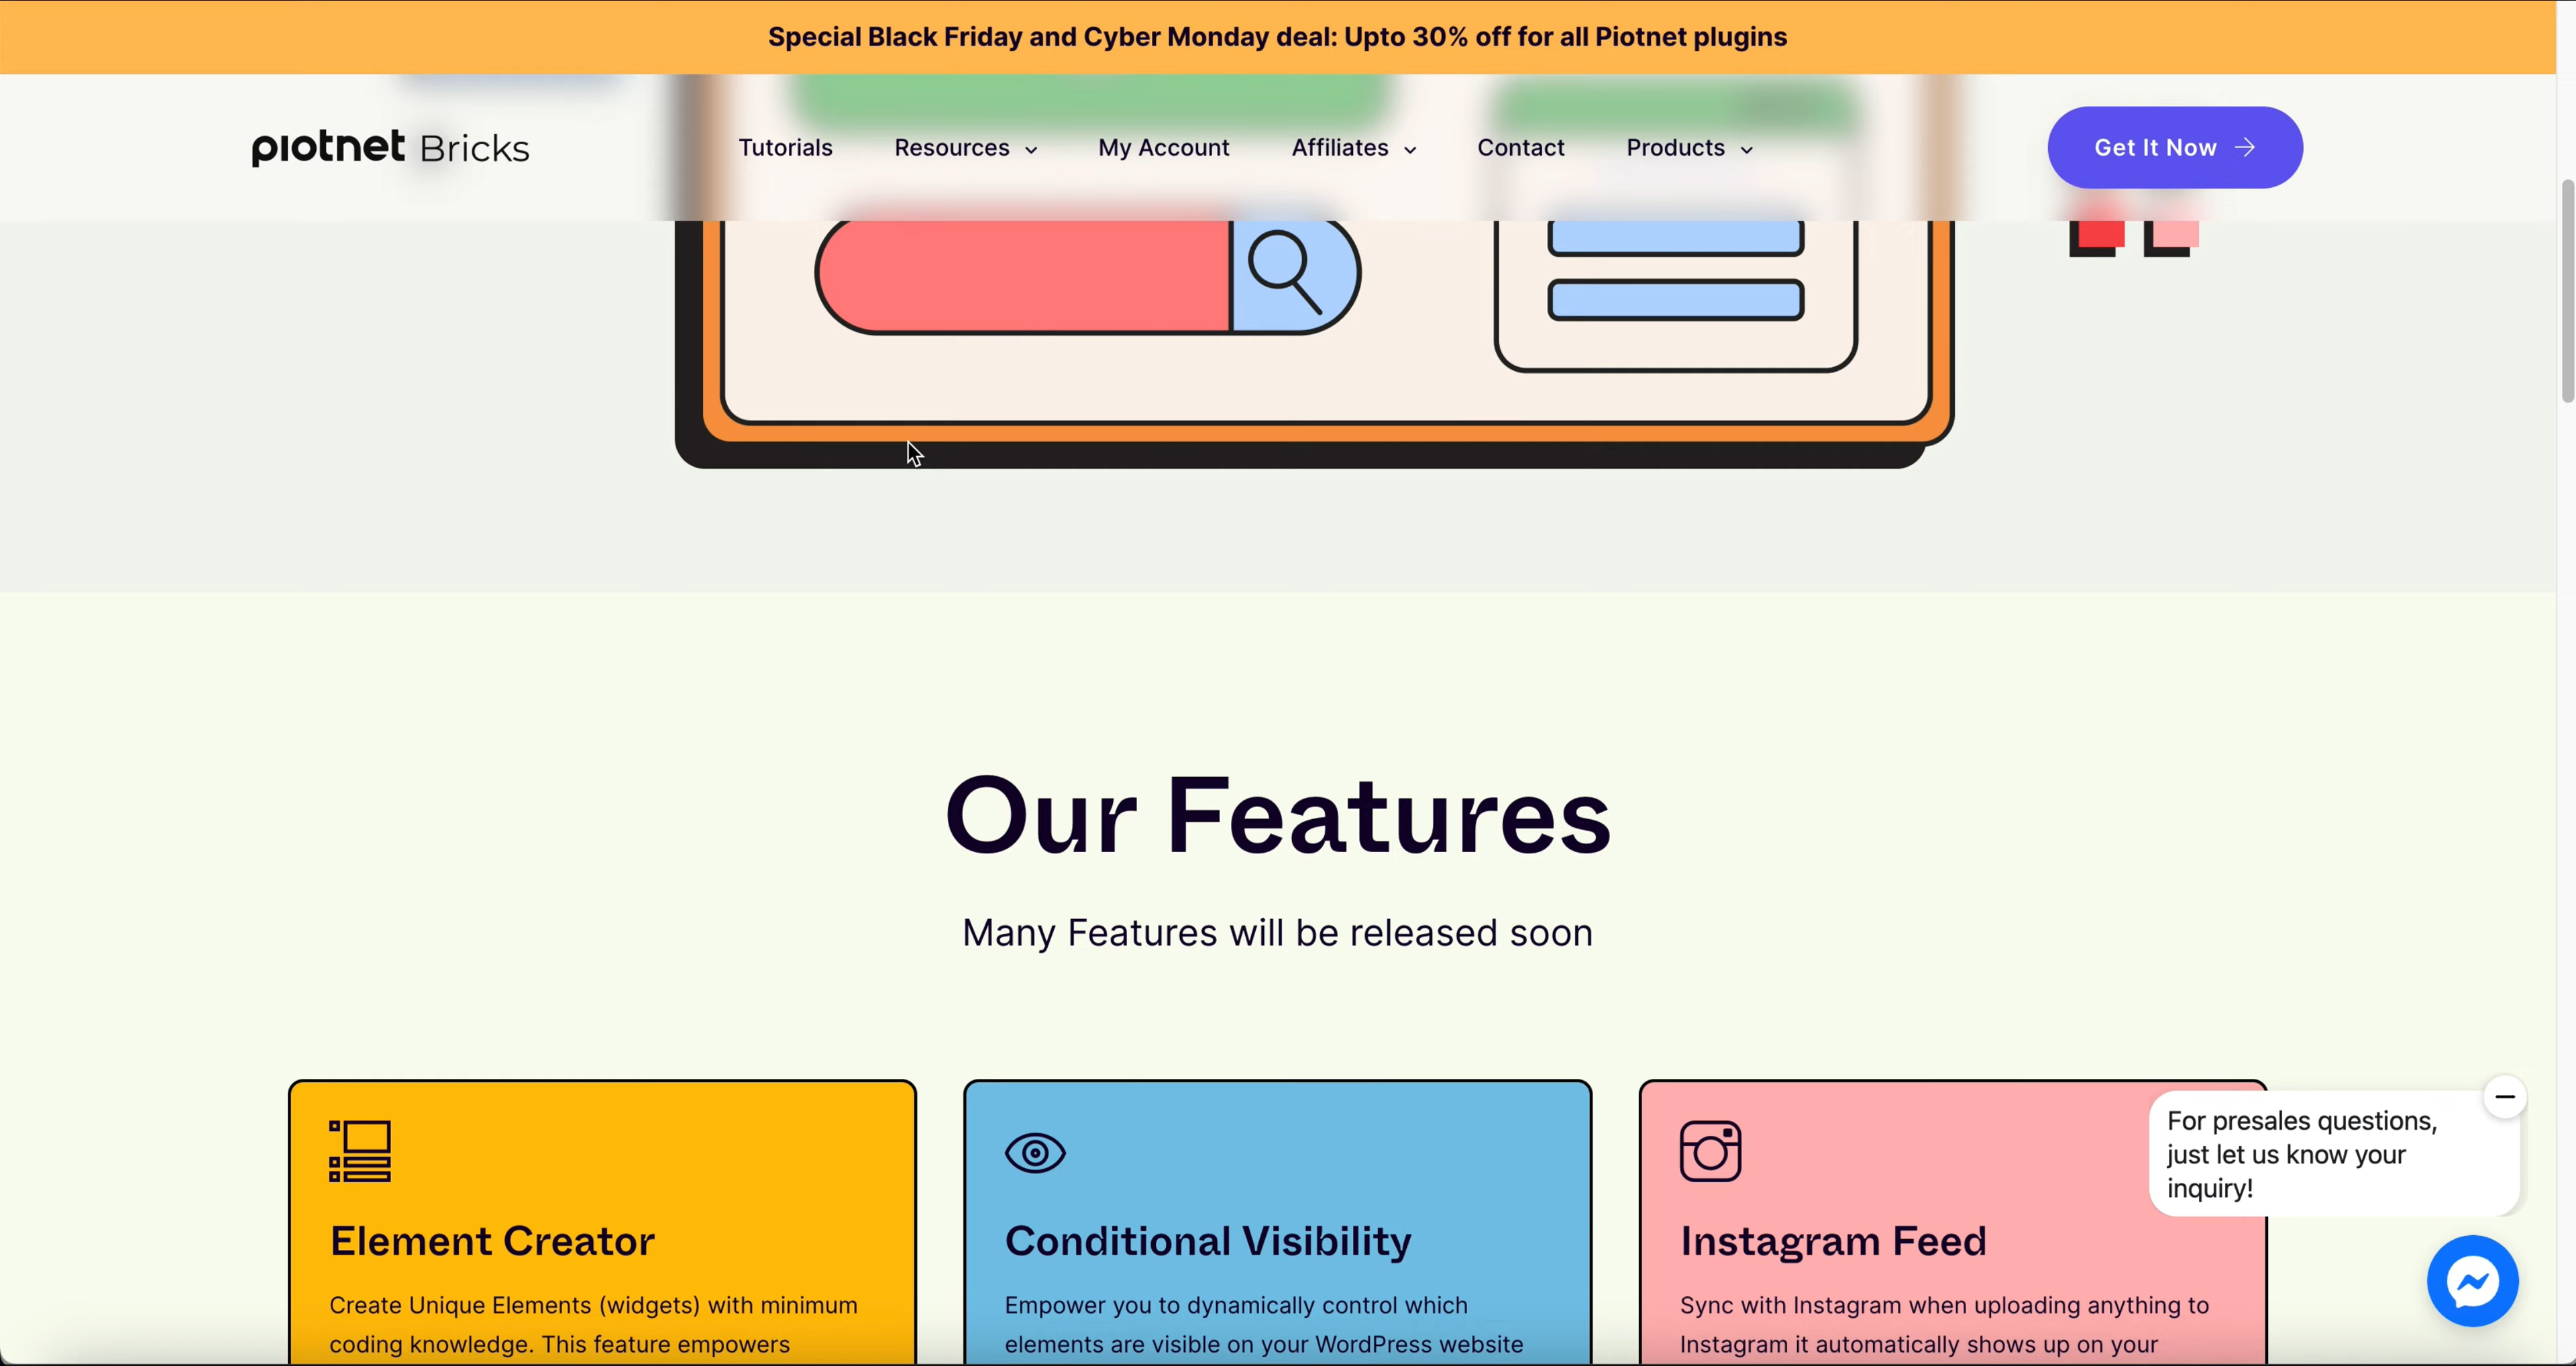 Special Black Friday and Cyber Monday deal: Upto 30% off for all Piotnet plugins
pιotnet Bricks
Tutorials
Resources
My Account
Affiliates
Contact
Products
Get It Now
Our Features
Many Features will be released soon
Element Creator
Create Unique Elements (widgets) with minimum
coding knowledge. This feature empowers
Conditional Visibility
Empower you to dynamically control which
elements are visible on your WordPress website
Instagram Feed
Sync with Instagram when uploading anything to
Instagram it automatically shows up on your
For presales questions,
just let us know your
inquiry!